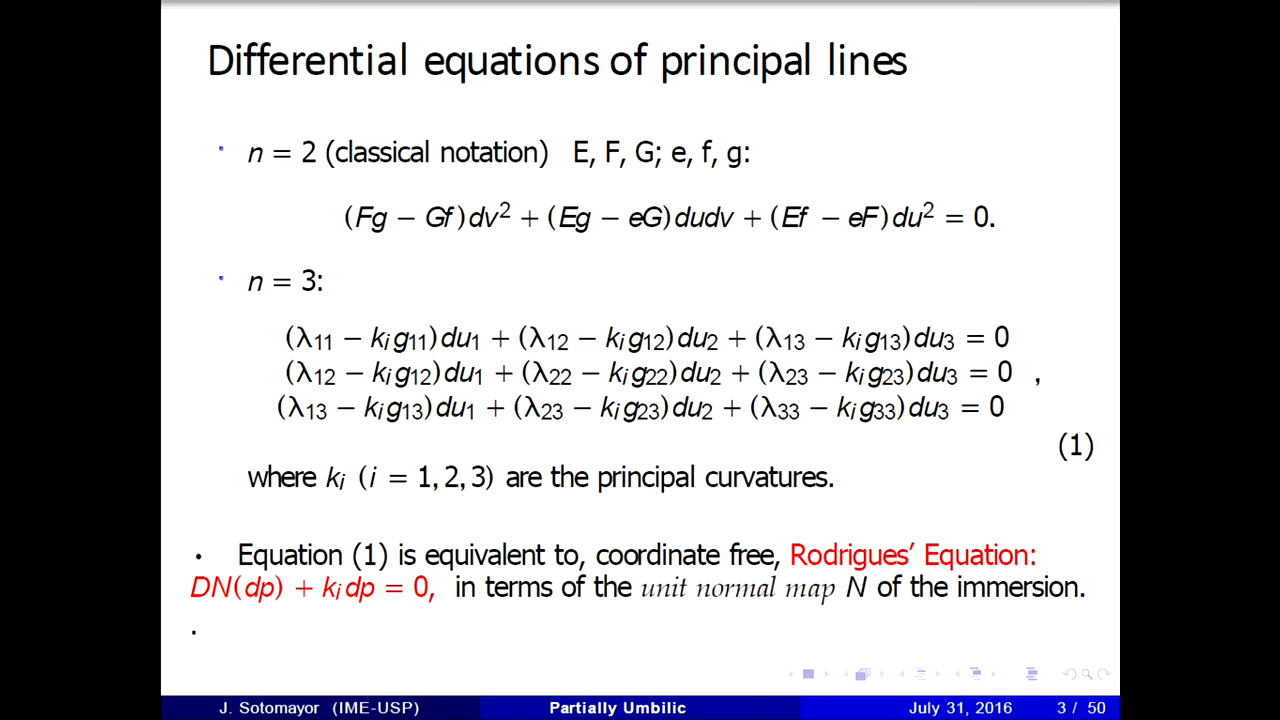 Differential equations of principal lines
n = 2 (classical notation) E, F, G; e, f, g:
(Fg − Gf)dv² + (Eg − eG)dudv + (Ef − eF)du² = 0.
n = 3:
(λ₁₁ − kᵢg₁₁)du₁ + (λ₁₂ − kᵢg₁₂)du₂ + (λ₁₃ − kᵢg₁₃)du₃ = 0
(λ₁₂ − kᵢg₁₂)du₁ + (λ₂₂ − kᵢg₂₂)du₂ + (λ₂₃ − kᵢg₂₃)du₃ = 0 ,
(λ₁₃ − kᵢg₁₃)du₁ + (λ₂₃ − kᵢg₂₃)du₂ + (λ₃₃ − kᵢg₃₃)du₃ = 0
(1)
where kᵢ (i = 1, 2, 3) are the principal curvatures.
• Equation (1) is equivalent to, coordinate free, Rodrigues’ Equation:
DN(dp) + kᵢdp = 0, in terms of the unit normal map N of the immersion.
.
J. Sotomayor (IME-USP) Partially Umbilic July 31, 2016 3 / 50